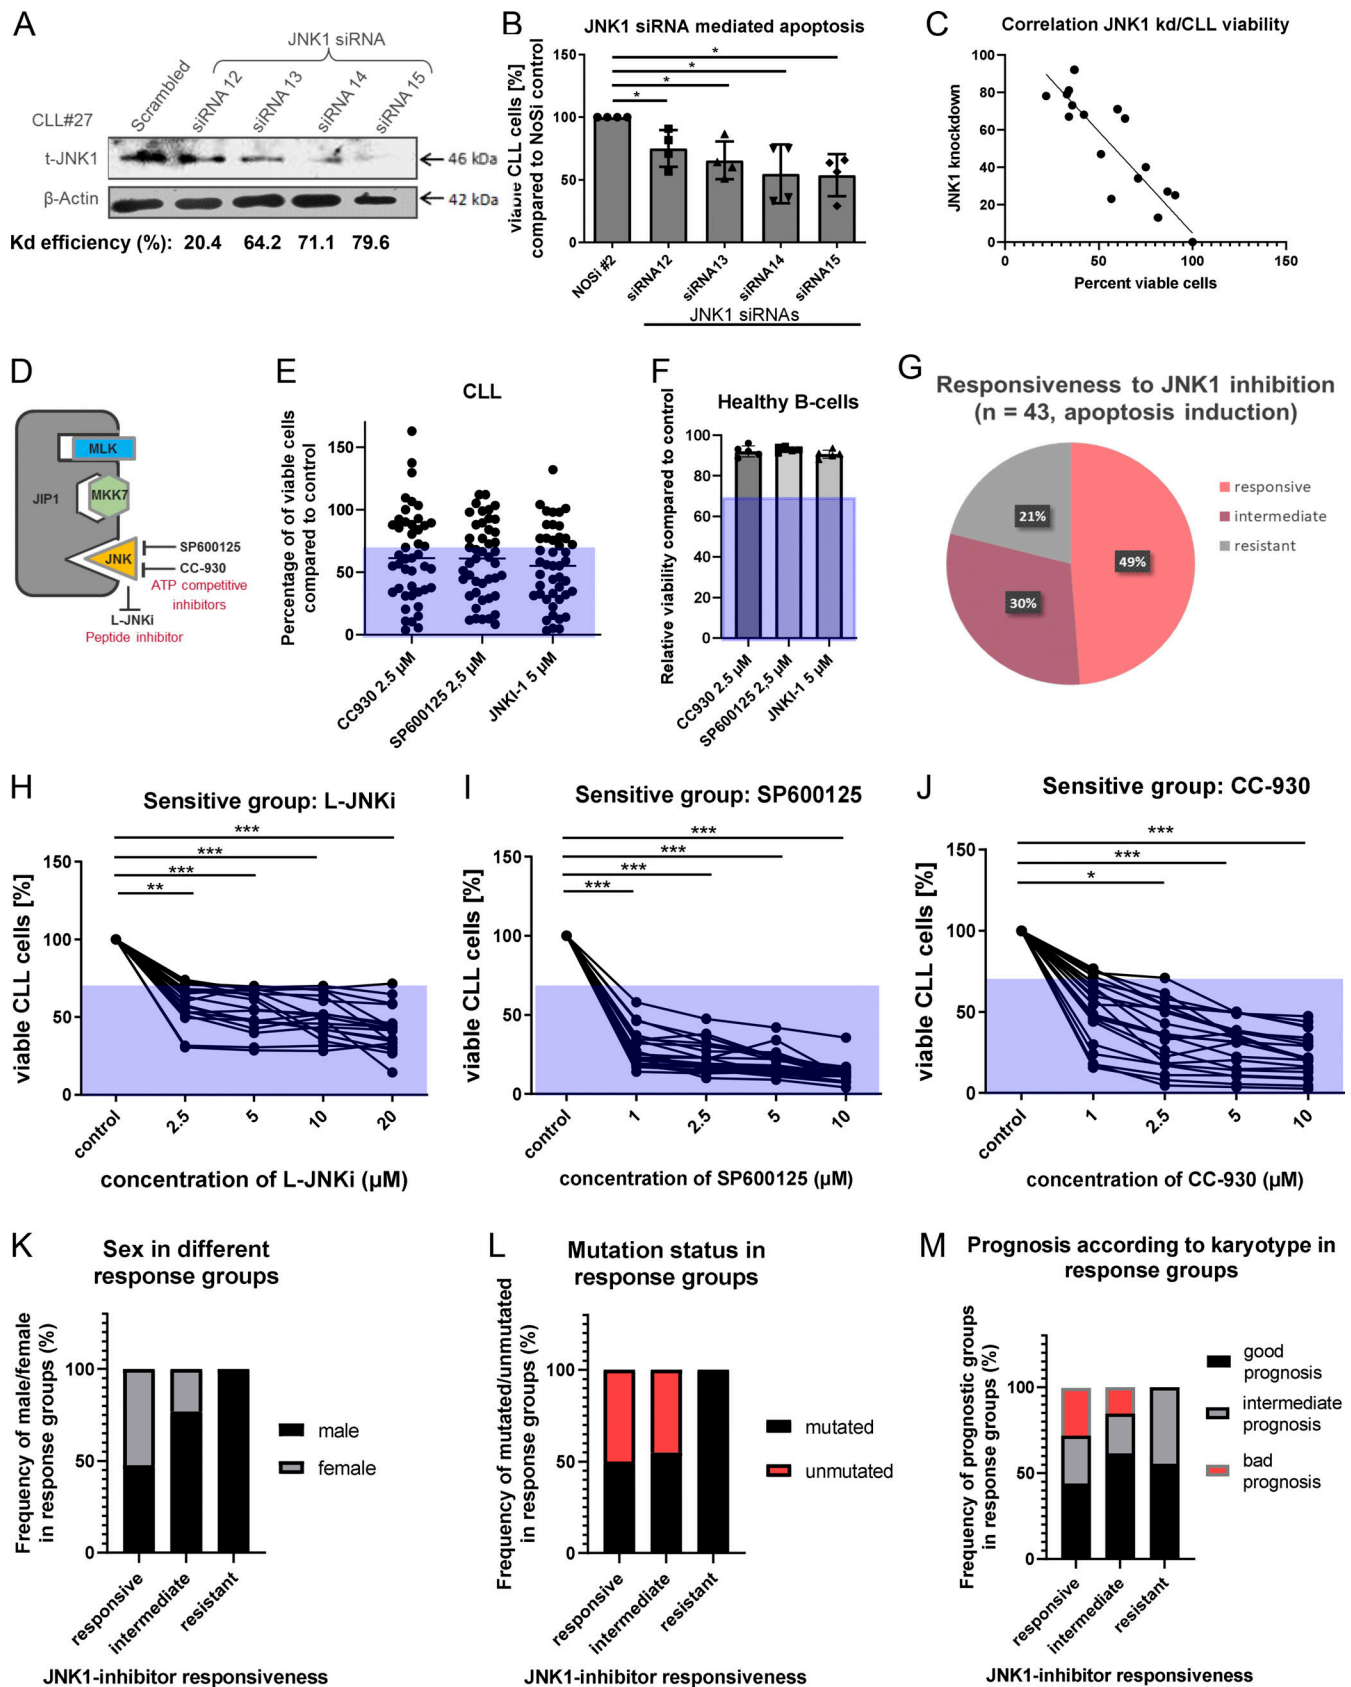 A
JNK1 siRNA
Scrambled
siRNA 12
siRNA 13
siRNA 14
siRNA 15
CLL#27
t-JNK1
46 kDa
β-Actin
42 kDa
Kd efficiency (%): 20.4 64.2 71.1 79.6
B
JNK1 siRNA mediated apoptosis
viable CLL cells [%]
compared to NoSi control
150
100
50
0
*
*
*
*
NOSi #2
siRNA12
siRNA13
siRNA14
siRNA15
JNK1 siRNAs
C
Correlation JNK1 kd/CLL viability
JNK1 knockdown
100
80
60
40
20
0
0 50 100 150
Percent viable cells
D
MLK
JIP1
MKK7
JNK
SP600125
CC-930
ATP competitive
inhibitors
L-JNKi
Peptide inhibitor
E
CLL
Percentage of of viable cells
compared to control
150
100
50
0
CC930 2.5 µM
SP600125 2,5 µM
JNKI-1 5 µM
F
Healthy B-cells
Relative viability compared to control
100
80
60
40
20
0
CC930 2.5 µM
SP600125 2,5 µM
JNKI-1 5 µM
G
Responsiveness to JNK1 inhibition
(n = 43, apoptosis induction)
21%
49%
30%
responsive
intermediate
resistant
H
Sensitive group: L-JNKi
***
***
***
**
viable CLL cells [%]
150
100
50
0
control
2.5
5
10
20
concentration of L-JNKi (µM)
I
Sensitive group: SP600125
***
***
***
***
viable CLL cells [%]
150
100
50
0
control
1
2.5
5
10
concentration of SP600125 (µM)
J
Sensitive group: CC-930
***
***
*
viable CLL cells [%]
150
100
50
0
control
1
2.5
5
10
concentration of CC-930 (µM)
K
Sex in different
response groups
Frequency of male/female
in response groups (%)
100
50
0
male
female
responsive
intermediate
resistant
JNK1-inhibitor responsiveness
L
Mutation status in
response groups
Frequency of mutated/unmutated
in response groups (%)
100
50
0
mutated
unmutated
responsive
intermediate
resistant
JNK1-inhibitor responsiveness
M
Prognosis according to karyotype in
response groups
Frequency of prognostic groups
in response groups (%)
100
50
0
good
prognosis
intermediate
prognosis
bad
prognosis
responsive
intermediate
resistant
JNK1-inhibitor responsiveness